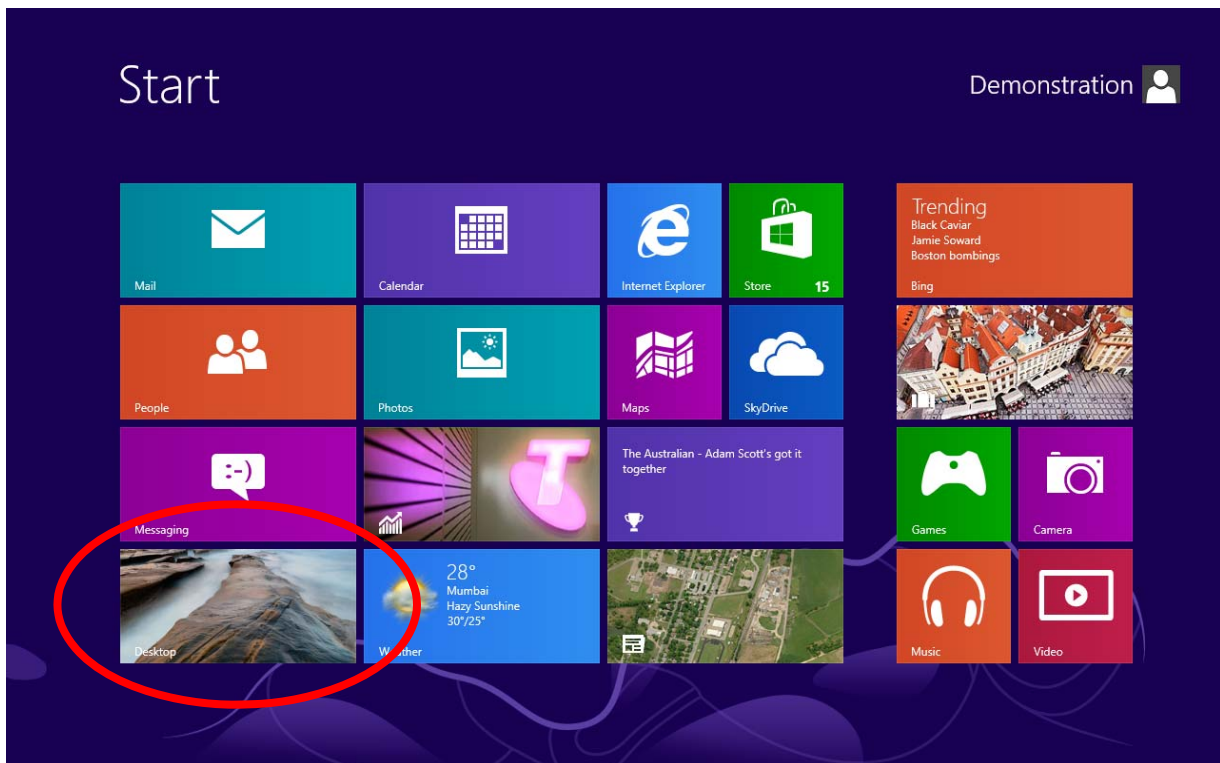 Start
Demonstration
Mail
Calendar
Internet Explorer
Store 15
Trending
Black Caviar
Jamie Soward
Boston bombings
Bing
People
Photos
Maps
SkyDrive
Messaging
:-)
T
The Australian - Adam Scott's got it
together
Games
Camera
Desktop
28°
Mumbai
Hazy Sunshine
30°/25°
Weather
Music
Video